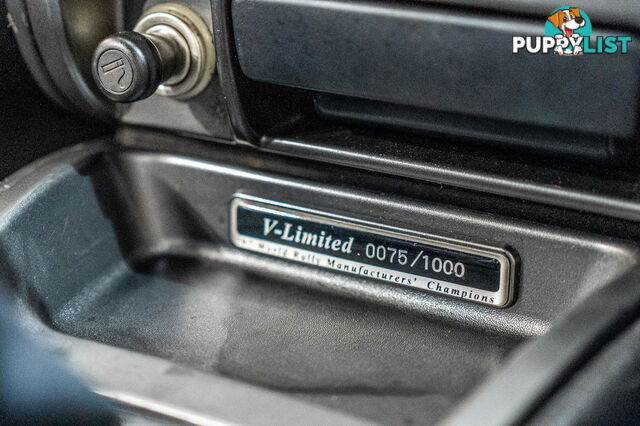 PUPPYLIST
V-Limited 0075/1000
World Rally Manufacturers' Champions